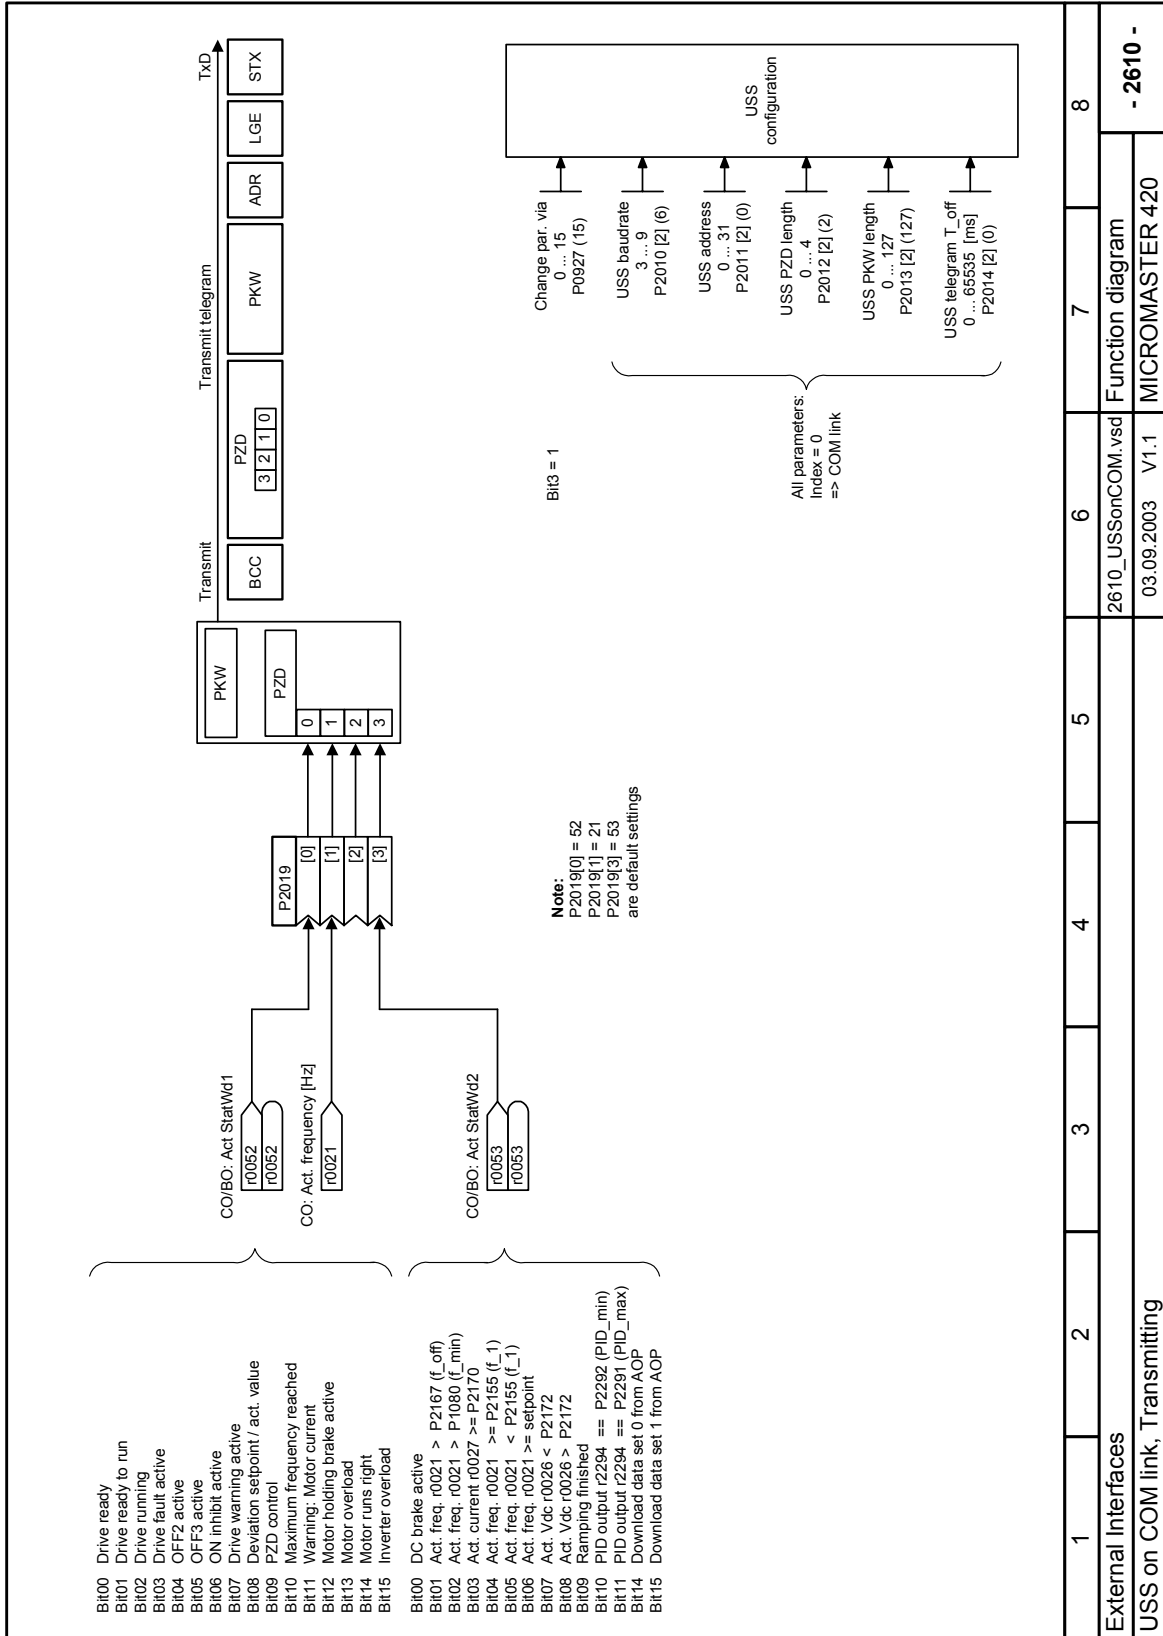 Bit00 Drive ready
Bit01 Drive ready to run
Bit02 Drive running
Bit03 Drive fault active
Bit04 OFF2 active
Bit05 OFF3 active
Bit06 ON inhibit active
Bit07 Drive warning active
Bit08 Deviation setpoint / act. value
Bit09 PZD control
Bit10 Maximum frequency reached
Bit11 Warning: Motor current
Bit12 Motor holding brake active
Bit13 Motor overload
Bit14 Motor runs right
Bit15 Inverter overload
Bit00 DC brake active
Bit01 Act. freq. r0021 > P2167 (f_off)
Bit02 Act. freq. r0021 > P1080 (f_min)
Bit03 Act. current r0027 >= P2170
Bit04 Act. freq. r0021 >= P2155 (f_1)
Bit05 Act. freq. r0021 < P2155 (f_1)
Bit06 Act. freq. r0021 >= setpoint
Bit07 Act. Vdc r0026 < P2172
Bit08 Act. Vdc r0026 > P2172
Bit09 Ramping finished
Bit10 PID output r2294 == P2292 (PID_min)
Bit11 PID output r2294 == P2291 (PID_max)
Bit14 Download data set 0 from AOP
Bit15 Download data set 1 from AOP
CO/BO: Act StatWd1
r0052
r0052
CO: Act. frequency [Hz]
r0021
CO/BO: Act StatWd2
r0053
r0053
P2019
[0]
[1]
[2]
[3]
Note:
P2019[0] = 52
P2019[1] = 21
P2019[3] = 53
are default settings
PKW
PZD
0
1
2
3
Transmit
Transmit telegram
TxD
BCC
PZD
3 2 1 0
PKW
ADR
LGE
STX
Bit3 = 1
All parameters:
Index = 0
=> COM link
Change par. via
0 ... 15
P0927 (15)
USS baudrate
3 ... 9
P2010 [2] (6)
USS address
0 ... 31
P2011 [2] (0)
USS PZD length
0 ... 4
P2012 [2] (2)
USS PKW length
0 ... 127
P2013 [2] (127)
USS telegram T_off
0 ... 65535 [ms]
P2014 [2] (0)
USS
configuration
1 2 3 4 5 6 7 8
External Interfaces
2610_USSonCOM.vsd
Function diagram
- 2610 -
USS on COM link, Transmitting
03.09.2003 V1.1
MICROMASTER 420